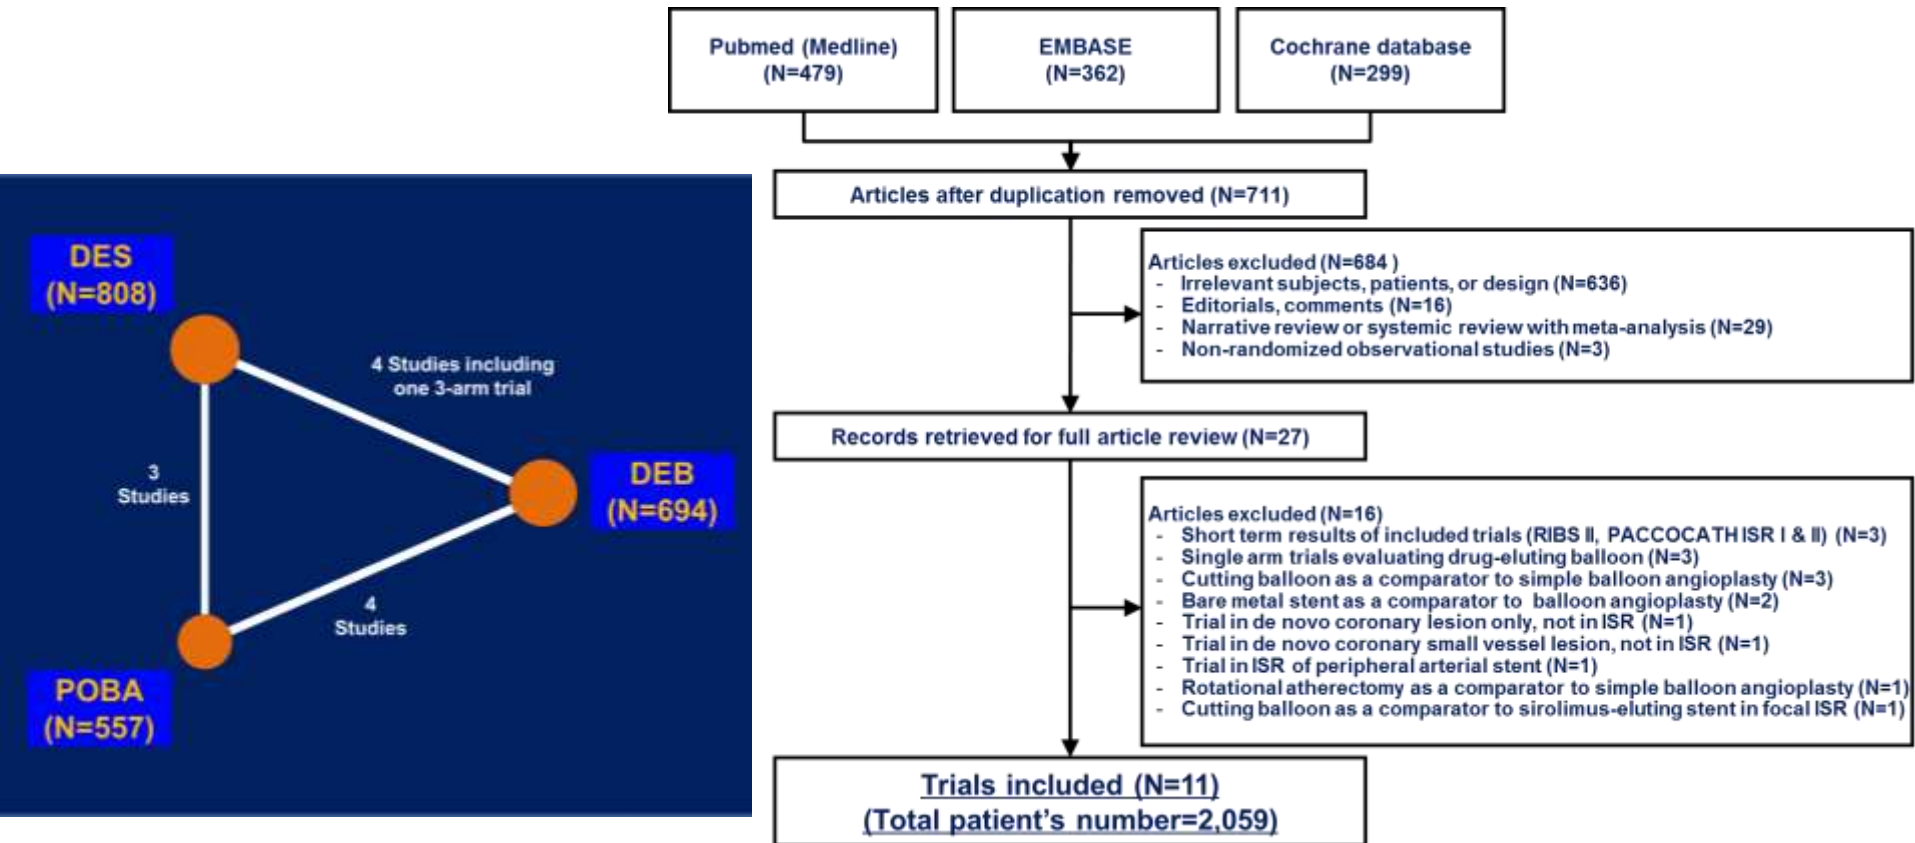 Pubmed (Medline)
(N=479)
EMBASE
(N=362)
Cochrane database
(N=299)
Articles after duplication removed (N=711)
Articles excluded (N=684 )
- Irrelevant subjects, patients, or design (N=636)
- Editorials, comments (N=16)
- Narrative review or systemic review with meta-analysis (N=29)
- Non-randomized observational studies (N=3)
Records retrieved for full article review (N=27)
Articles excluded (N=16)
- Short term results of included trials (RIBS II, PACCOCATH ISR I & II) (N=3)
- Single arm trials evaluating drug-eluting balloon (N=3)
- Cutting balloon as a comparator to simple balloon angioplasty (N=3)
- Bare metal stent as a comparator to balloon angioplasty (N=2)
- Trial in de novo coronary lesion only, not in ISR (N=1)
- Trial in de novo coronary small vessel lesion, not in ISR (N=1)
- Trial in ISR of peripheral arterial stent (N=1)
- Rotational atherectomy as a comparator to simple balloon angioplasty (N=1)
- Cutting balloon as a comparator to sirolimus-eluting stent in focal ISR (N=1)
Trials included (N=11)
(Total patient's number=2,059)
DES
(N=808)
4 Studies including
one 3-arm trial
3
Studies
DEB
(N=694)
4
Studies
POBA
(N=557)